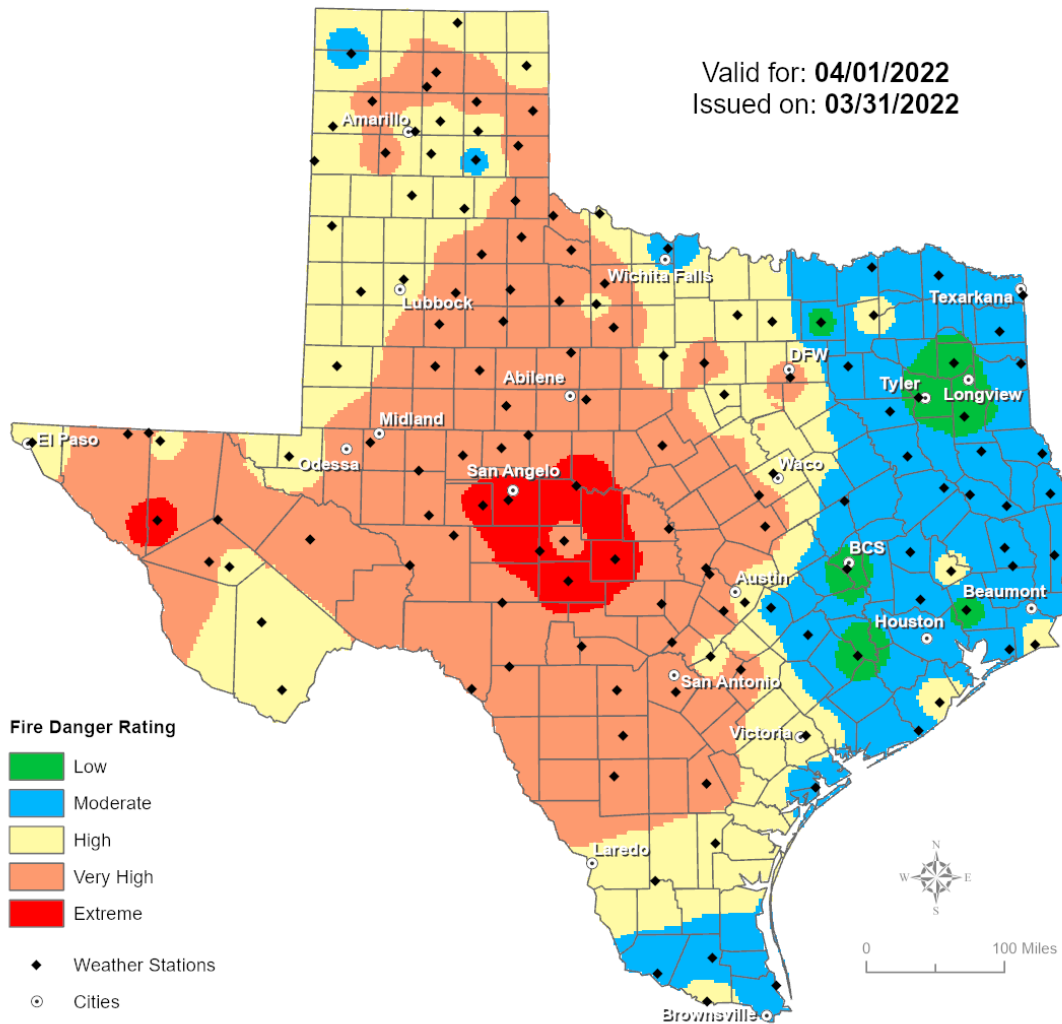 Valid for: 04/01/2022
Issued on: 03/31/2022
Amarillo
Wichita Falls
Lubbock
Texarkana
DFW
Abilene
Tyler
Longview
Midland
El Paso
Odessa
San Angelo
Waco
BCS
Austin
Beaumont
Houston
San Antonio
Victoria
Laredo
Brownsville
Fire Danger Rating
Low
Moderate
High
Very High
Extreme
Weather Stations
Cities
N
W E
S
0 100 Miles